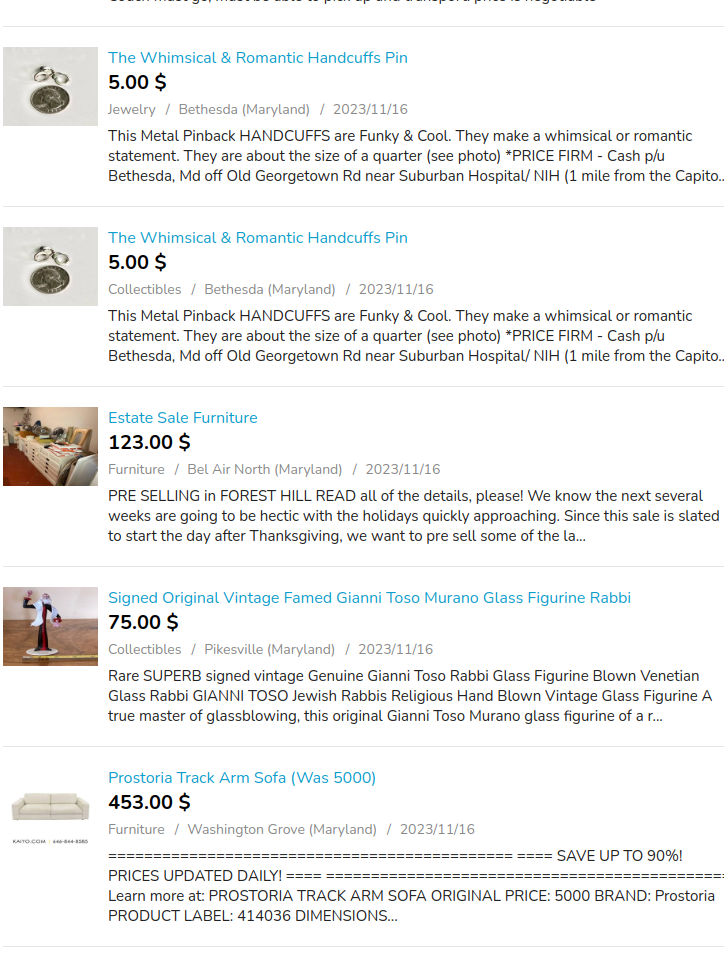 The Whimsical & Romantic Handcuffs Pin
5.00 $
Jewelry / Bethesda (Maryland) / 2023/11/16
This Metal Pinback HANDCUFFS are Funky & Cool. They make a whimsical or romantic
statement. They are about the size of a quarter (see photo) *PRICE FIRM - Cash p/u
Bethesda, Md off Old Georgetown Rd near Suburban Hospital/ NIH (1 mile from the Capito..
The Whimsical & Romantic Handcuffs Pin
5.00 $
Collectibles / Bethesda (Maryland) / 2023/11/16
This Metal Pinback HANDCUFFS are Funky & Cool. They make a whimsical or romantic
statement. They are about the size of a quarter (see photo) *PRICE FIRM - Cash p/u
Bethesda, Md off Old Georgetown Rd near Suburban Hospital/ NIH (1 mile from the Capito..
Estate Sale Furniture
123.00 $
Furniture / Bel Air North (Maryland) / 2023/11/16
PRE SELLING in FOREST HILL READ all of the details, please! We know the next several
weeks are going to be hectic with the holidays quickly approaching. Since this sale is slated
to start the day after Thanksgiving, we want to pre sell some of the la...
Signed Original Vintage Famed Gianni Toso Murano Glass Figurine Rabbi
75.00 $
Collectibles / Pikesville (Maryland) / 2023/11/16
Rare SUPERB signed vintage Genuine Gianni Toso Rabbi Glass Figurine Blown Venetian
Glass Rabbi GIANNI TOSO Jewish Rabbis Religious Hand Blown Vintage Glass Figurine A
true master of glassblowing, this original Gianni Toso Murano glass figurine of a r...
Prostoria Track Arm Sofa (Was 5000)
453.00 $
Furniture / Washington Grove (Maryland) / 2023/11/16
KAIYO.COM | 646-844-8585
============================================= ==== SAVE UP TO 90%!
PRICES UPDATED DAILY! ==== =============================================
Learn more at: PROSTORIA TRACK ARM SOFA ORIGINAL PRICE: 5000 BRAND: Prostoria
PRODUCT LABEL: 414036 DIMENSIONS...